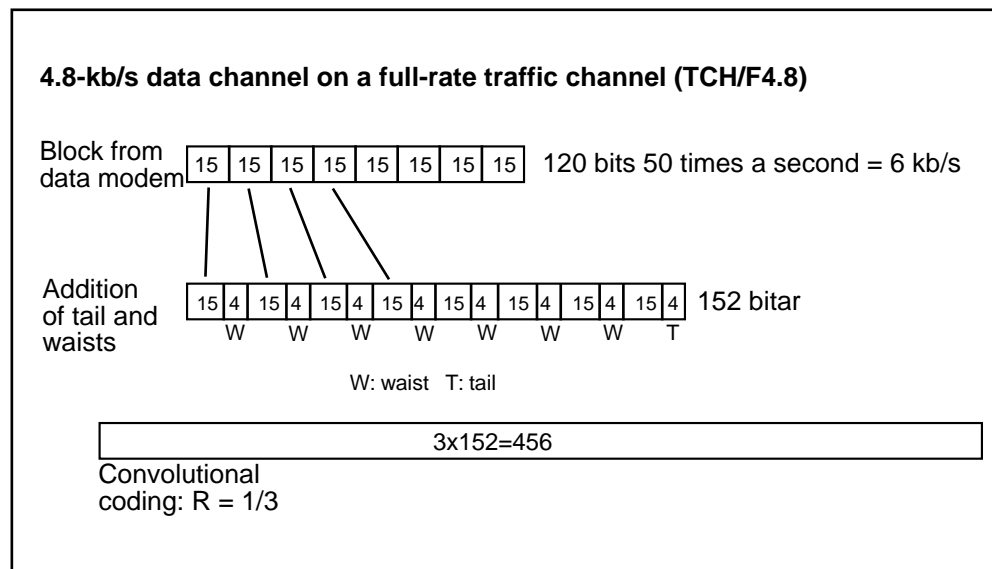 4.8-kb/s data channel on a full-rate traffic channel (TCH/F4.8)
Block from
data modem
15 15 15 15 15 15 15 15
120 bits 50 times a second = 6 kb/s
Addition
of tail and
waists
15 4 15 4 15 4 15 4 15 4 15 4 15 4 15 4
152 bitar
W W W W W W W T
W: waist T: tail
3x152=456
Convolutional
coding: R = 1/3